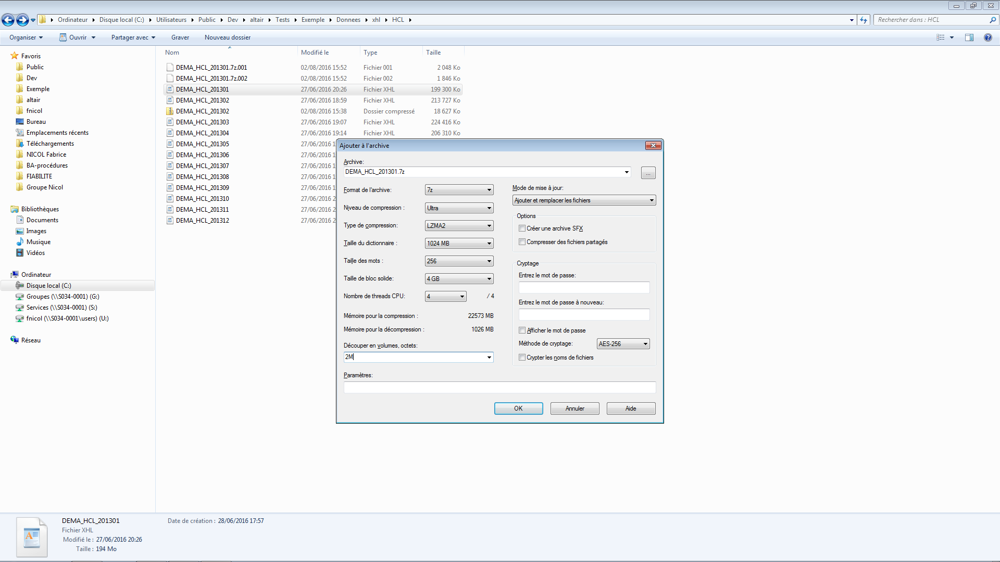 Ordinateur Disque local (C:) Utilisateurs Public Dev altair Tests Exemple Donnees xhl HCL
Rechercher dans : HCL
Organiser Ouvrir Partager avec Graver Nouveau dossier
Favoris
Public
Dev
Exemple
altair
fnicol
Bureau
Emplacements récents
Téléchargements
NICOL Fabrice
BA-procédures
FIABILITE
Groupe Nicol
Bibliothèques
Documents
Images
Musique
Vidéos
Ordinateur
Disque local (C:)
Groupes (\\S034-0001) (G:)
Services (\\S034-0001) (S:)
fnicol (\\S034-0001\users) (U:)
Réseau
Nom Modifié le Type Taille
DEMA_HCL_201301.7z.001 02/08/2016 15:52 Fichier 001 2 048 Ko
DEMA_HCL_201301.7z.002 02/08/2016 15:52 Fichier 002 1 846 Ko
DEMA_HCL_201301 27/06/2016 20:26 Fichier XHL 199 300 Ko
DEMA_HCL_201302 27/06/2016 18:59 Fichier XHL 213 727 Ko
DEMA_HCL_201302 02/08/2016 15:38 Dossier compressé 18 627 Ko
DEMA_HCL_201303 27/06/2016 19:07 Fichier XHL 224 416 Ko
DEMA_HCL_201304 27/06/2016 19:14 Fichier XHL 206 310 Ko
DEMA_HCL_201305 27/06/2016 1
DEMA_HCL_201306 27/06/2016 1
DEMA_HCL_201307 27/06/2016 1
DEMA_HCL_201308 27/06/2016 1
DEMA_HCL_201309 27/06/2016 1
DEMA_HCL_201310 27/06/2016 2
DEMA_HCL_201311 27/06/2016 2
DEMA_HCL_201312 27/06/2016 2
Ajouter à l'archive
Archive:
DEMA_HCL_201301.7z
...
Format de l'archive: 7z
Niveau de compression : Ultra
Type de compression: LZMA2
Taille du dictionnaire : 1024 MB
Taille des mots : 256
Taille de bloc solide: 4 GB
Nombre de threads CPU: 4 / 4
Mémoire pour la compression : 22573 MB
Mémoire pour la décompression : 1026 MB
Découper en volumes, octets:
2M
Mode de mise à jour:
Ajouter et remplacer les fichiers
Options
Créer une archive SFX
Compresser des fichiers partagés
Cryptage
Entrez le mot de passe:
Entrez le mot de passe à nouveau:
Afficher le mot de passe
Méthode de cryptage: AES-256
Crypter les noms de fichiers
Paramètres:
OK Annuler Aide
DEMA_HCL_201301 Date de création : 28/06/2016 17:57
Fichier XHL
Modifié le : 27/06/2016 20:26
Taille : 194 Mo